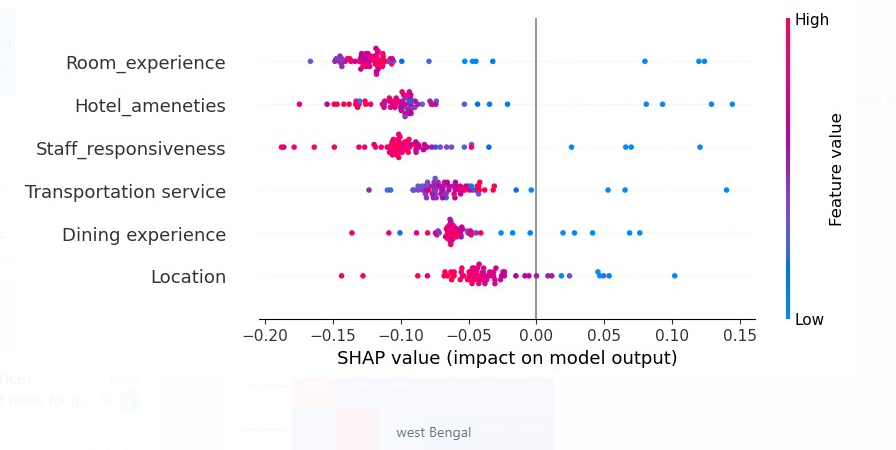 High
Room_experience
Hotel_ameneties
Staff_responsiveness
Transportation service
Dining experience
Location
Feature value
Low
−0.20 −0.15 −0.10 −0.05 0.00 0.05 0.10 0.15
SHAP value (impact on model output)
west Bengal